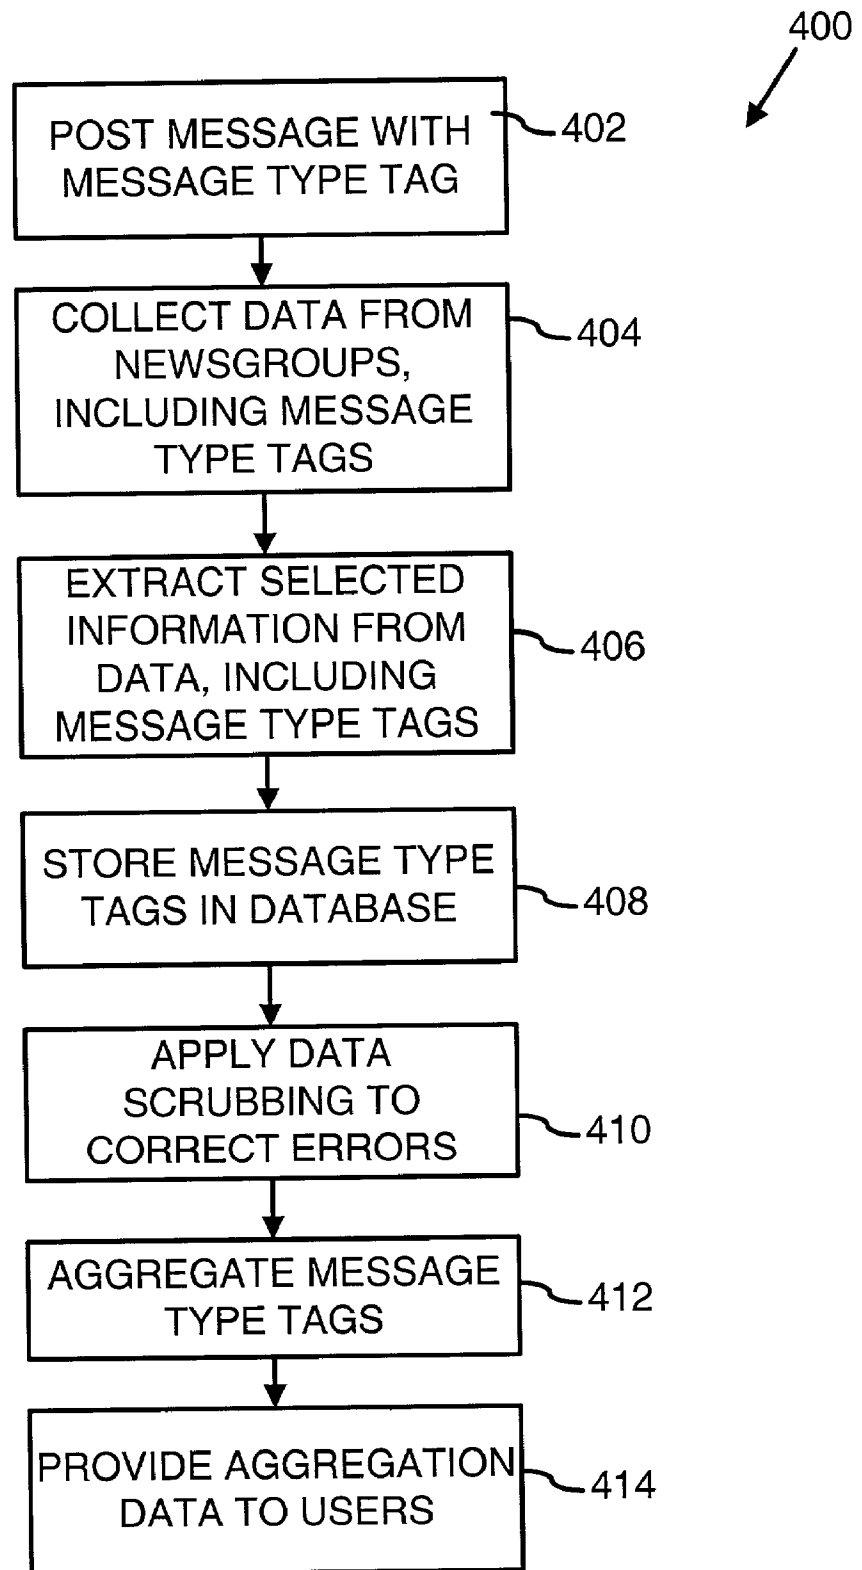 400
POST MESSAGE WITH
MESSAGE TYPE TAG
402
COLLECT DATA FROM
NEWSGROUPS,
INCLUDING MESSAGE
TYPE TAGS
404
EXTRACT SELECTED
INFORMATION FROM
DATA, INCLUDING
MESSAGE TYPE TAGS
406
STORE MESSAGE TYPE
TAGS IN DATABASE
408
APPLY DATA
SCRUBBING TO
CORRECT ERRORS
410
AGGREGATE MESSAGE
TYPE TAGS
412
PROVIDE AGGREGATION
DATA TO USERS
414